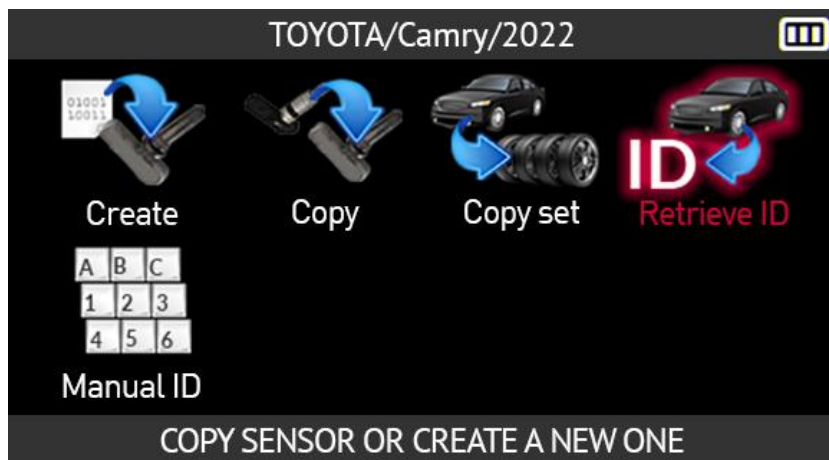 TOYOTA/Camry/2022
01001
10011
Create
Copy
Copy set
ID
Retrieve ID
A B C
1 2 3
4 5 6
Manual ID
COPY SENSOR OR CREATE A NEW ONE